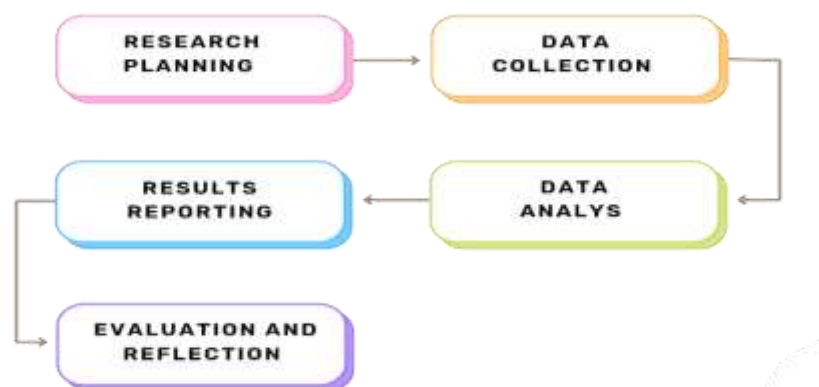 RESEARCH
PLANNING
DATA
COLLECTION
DATA
ANALYS
RESULTS
REPORTING
EVALUATION AND
REFLECTION